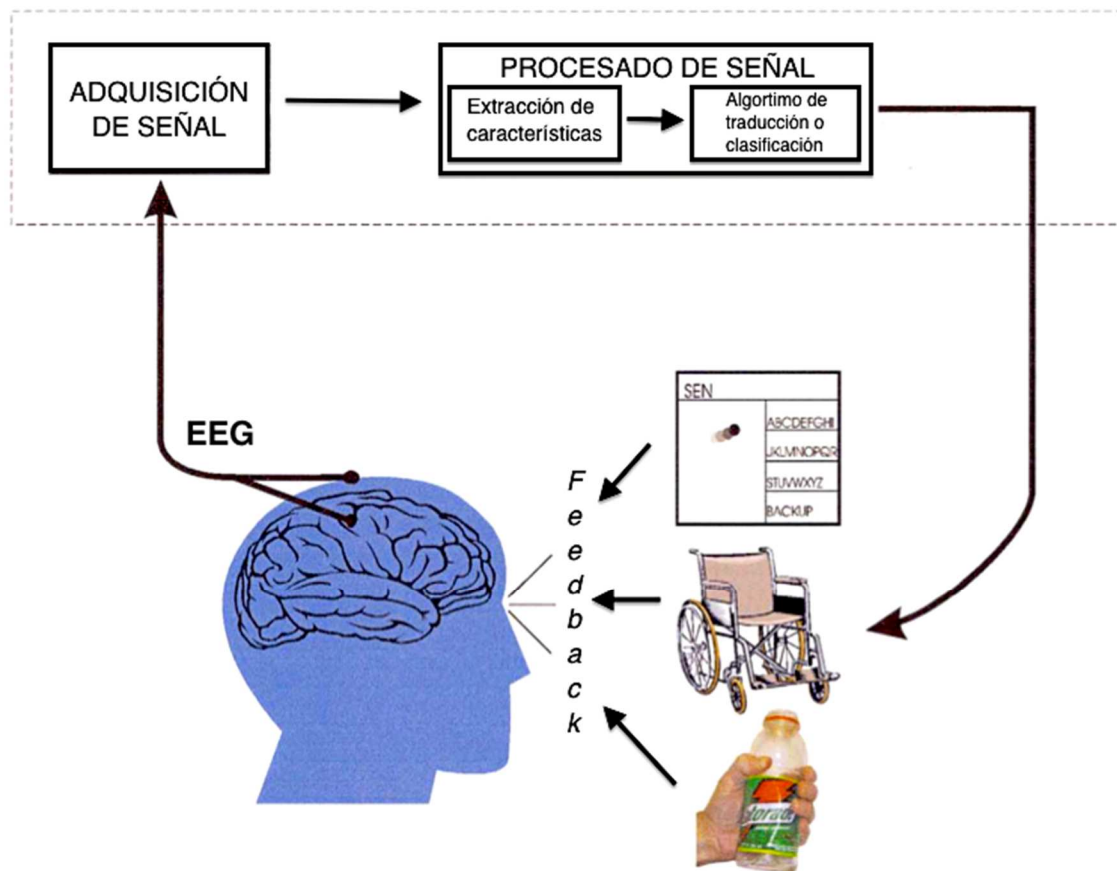 ADQUISICIÓN
DE SEÑAL
PROCESADO DE SEÑAL
Extracción de
características
Algortimo de
traducción o
clasificación
EEG
Feedback
SEN
ABCDEFGHI
JKLMNOPQR
STUVWXYZ
BACKUP